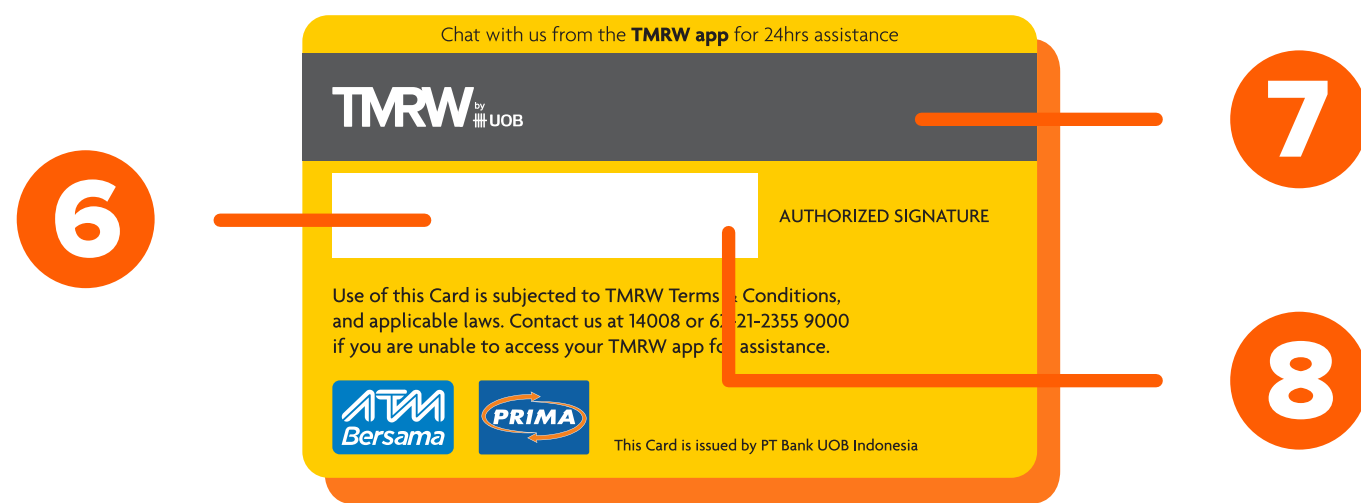 Chat with us from the TMRW app for 24hrs assistance
TMRW by UOB
7
6
AUTHORIZED SIGNATURE
Use of this Card is subjected to TMRW Terms & Conditions,
and applicable laws. Contact us at 14008 or 62-21-2355 9000
if you are unable to access your TMRW app for assistance.
8
ATM
Bersama
PRIMA
This Card is issued by PT Bank UOB Indonesia